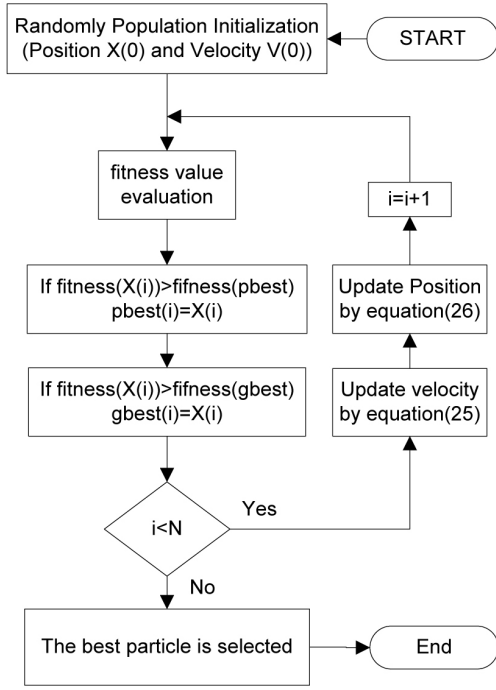 START
Randomly Population Initialization
(Position X(0) and Velocity V(0))
fitness value
evaluation
If fitness(X(i))>fifness(pbest)
pbest(i)=X(i)
If fitness(X(i))>fifness(gbest)
gbest(i)=X(i)
i<N
Yes
Update velocity
by equation(25)
Update Position
by equation(26)
i=i+1
No
The best particle is selected
End